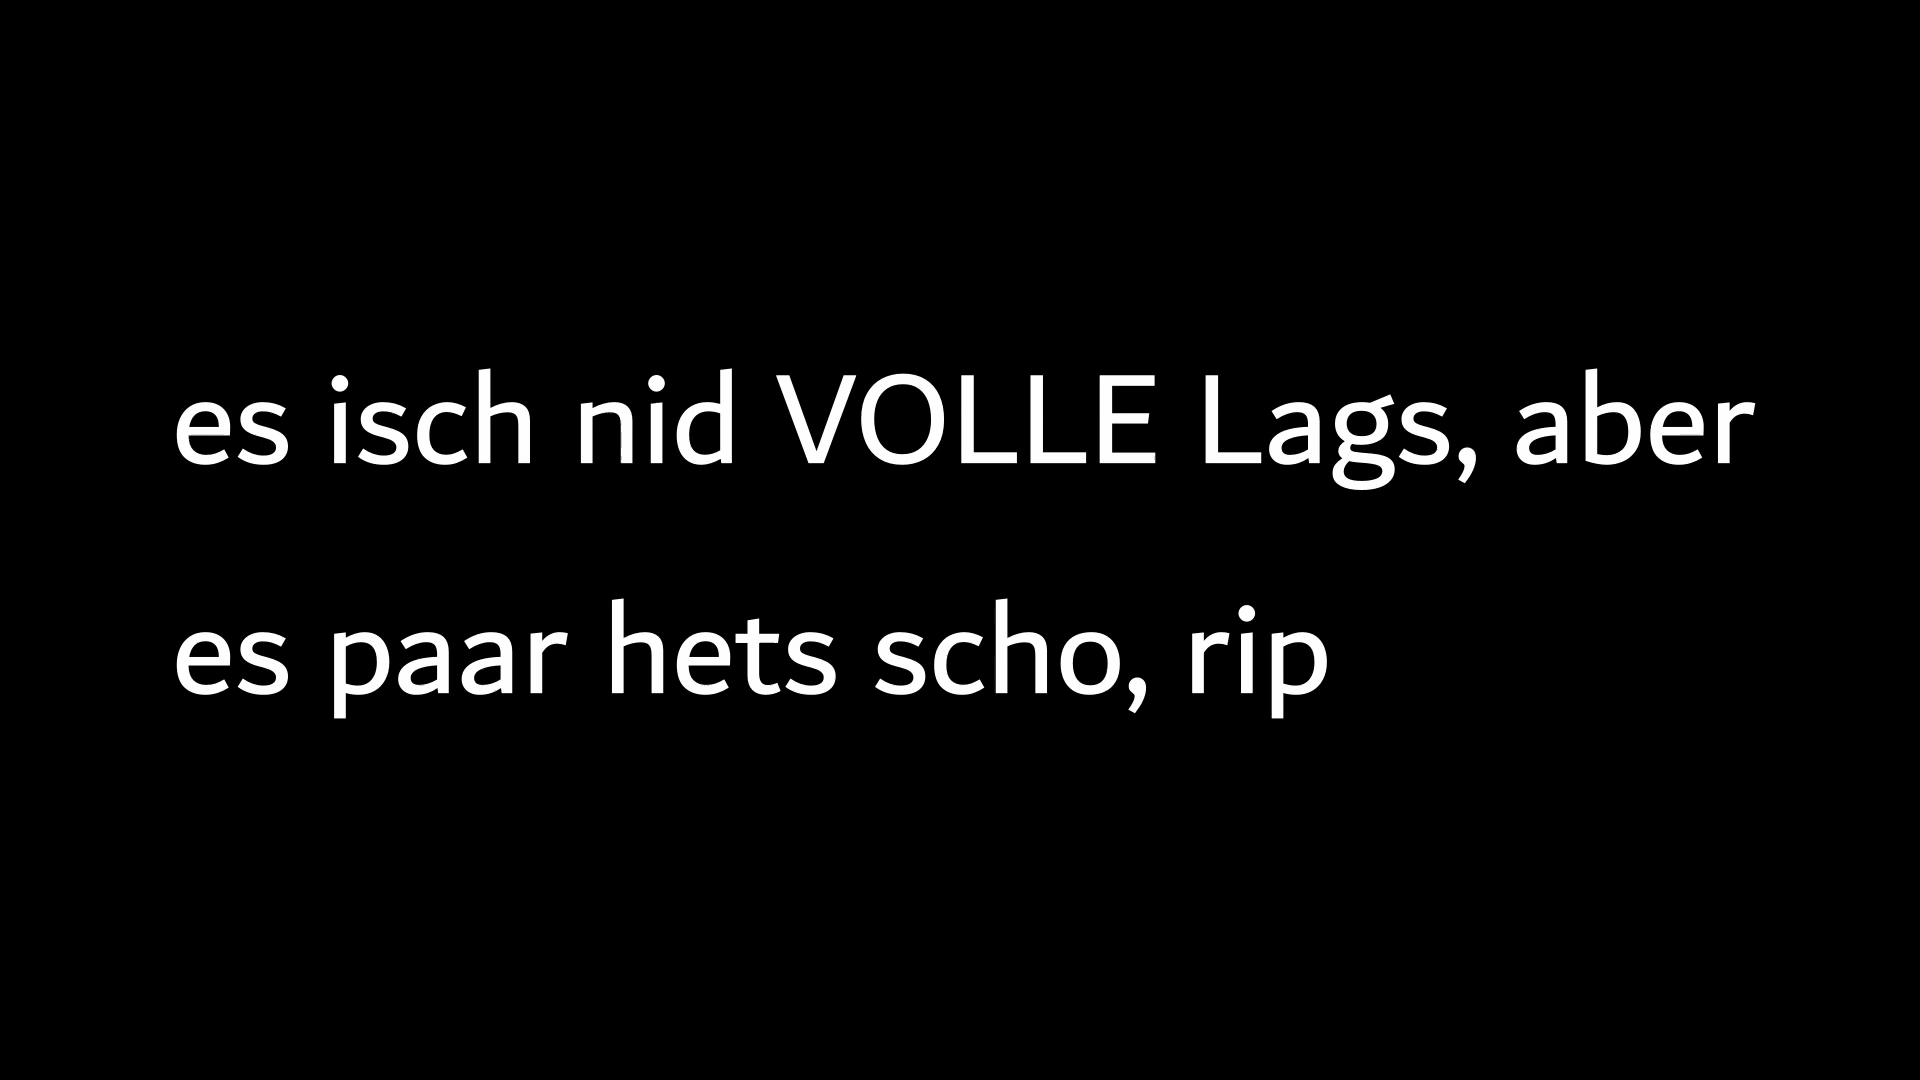 es isch nid VOLLE Lags, aber
es paar hets scho, rip